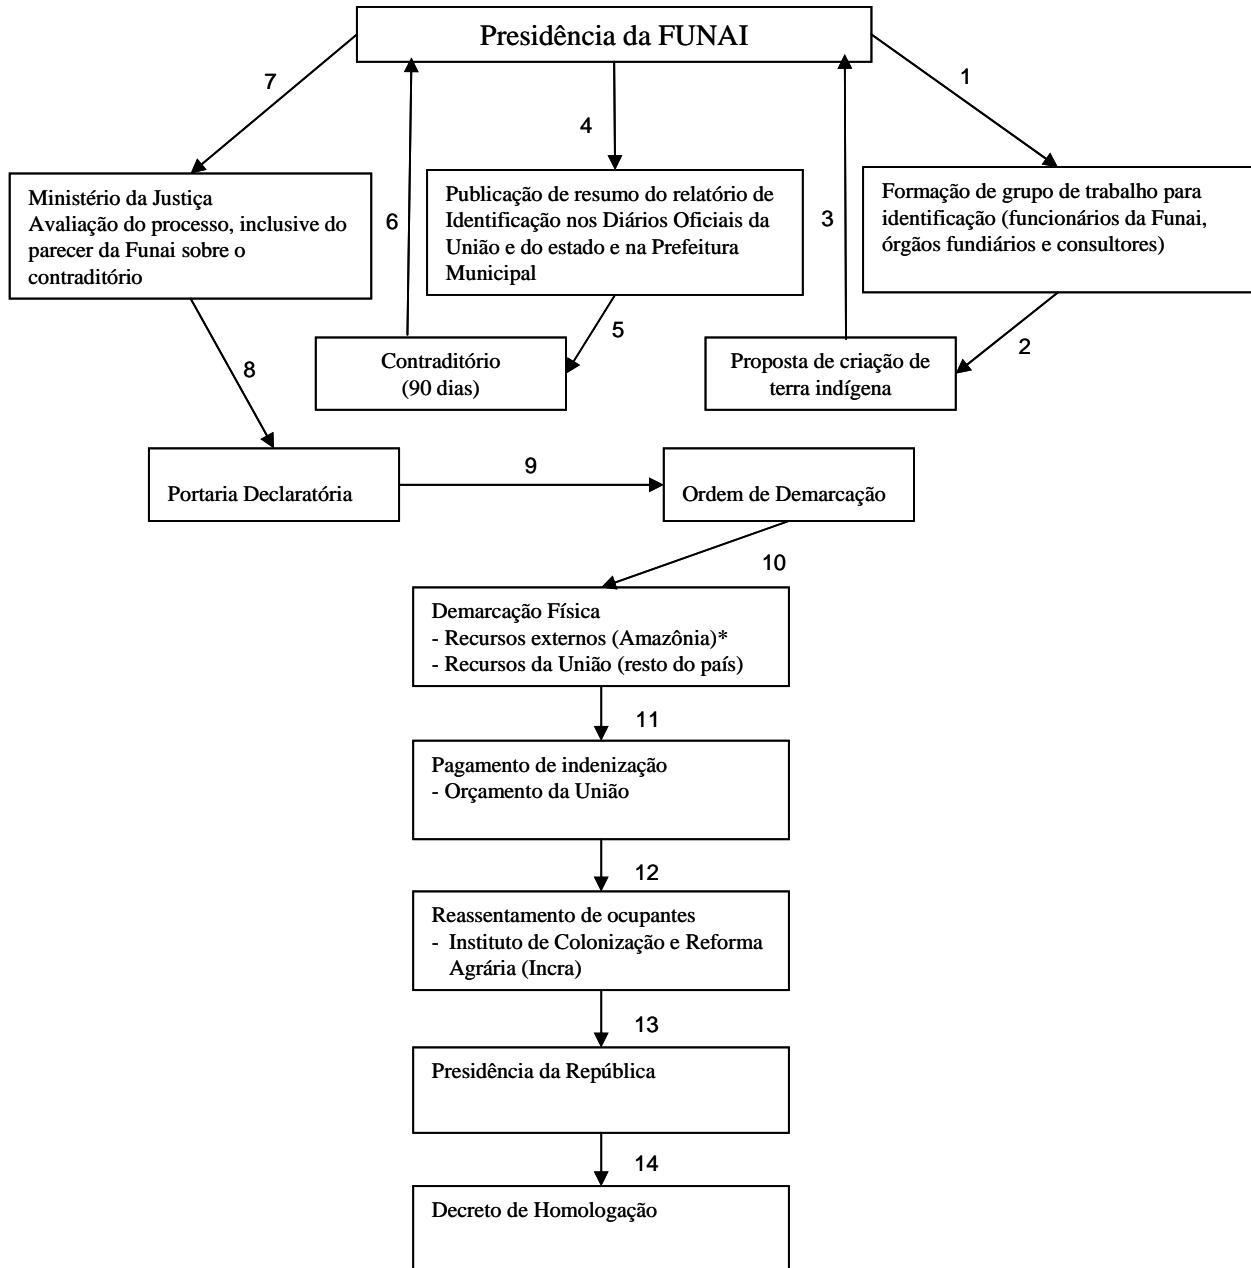 Presidência da FUNAI
7
4
1
Ministério da Justiça
Avaliação do processo, inclusive do
parecer da Funai sobre o
contraditório
6
Publicação de resumo do relatório de
Identificação nos Diários Oficiais da
União e do estado e na Prefeitura
Municipal
3
Formação de grupo de trabalho para
identificação (funcionários da Funai,
órgãos fundiários e consultores)
8
Contraditório
(90 dias)
5
Proposta de criação de
terra indígena
2
Portaria Declaratória
9
Ordem de Demarcação
10
Demarcação Física
- Recursos externos (Amazônia)*
- Recursos da União (resto do país)
11
Pagamento de indenização
- Orçamento da União
12
Reassentamento de ocupantes
- Instituto de Colonização e Reforma
Agrária (Incra)
13
Presidência da República
14
Decreto de Homologação